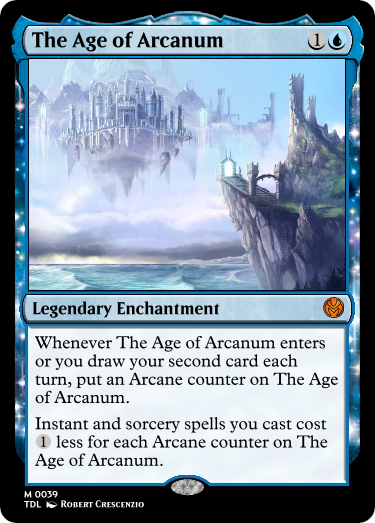 The Age of Arcanum 1
Legendary Enchantment
Whenever The Age of Arcanum enters
or you draw your second card each
turn, put an Arcane counter on The Age
of Arcanum.
Instant and sorcery spells you cast cost
1 less for each Arcane counter on The
Age of Arcanum.
M 0039
TDL Robert Crescenzio